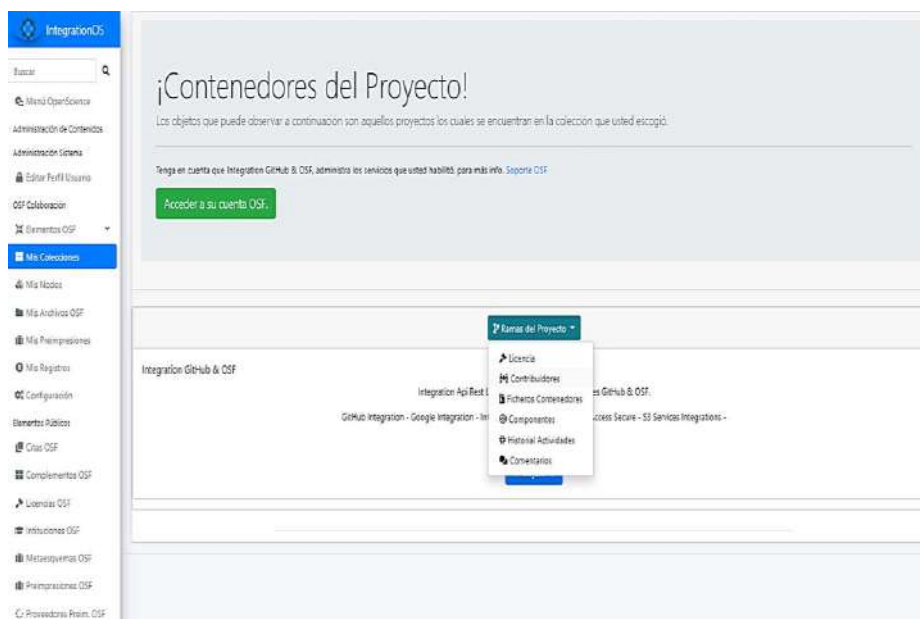 IntegrationOS
Buscar
Menú OpenScience
Administración de Contenidos
Administración Sistema
Editar Perfil Usuario
OSF Colaboración
Elementos OSF
Mis Colecciones
Mis Nodos
Mis Archivos OSF
Mis Preimpresiones
Mis Registros
Configuración
Elementos Públicos
Citas OSF
Complementos OSF
Licencias OSF
Intituciones OSF
Metaesquemas OSF
Preimpresiones OSF
Proveedores Preim. OSF
¡Contenedores del Proyecto!
Los objetos que puede observar a continuacion son aquellos proyectos los cuales se encuentran en la colección que usted escogió.
Tenga en cuenta que Integration GitHub & OSF, administra los servicios que usted habilitó, para más info. Soporte OSF
Acceder a su cuenta OSF.
Ramas del Proyecto
Licencia
Contribuidores
Ficheros Contenedores
Componentes
Historial Actividades
Comentarios
Integration GitHub & OSF
Integration Api Rest es GitHub & OSF.
GitHub Integration - Google Integration - ccess Secure - S3 Services Integrations -